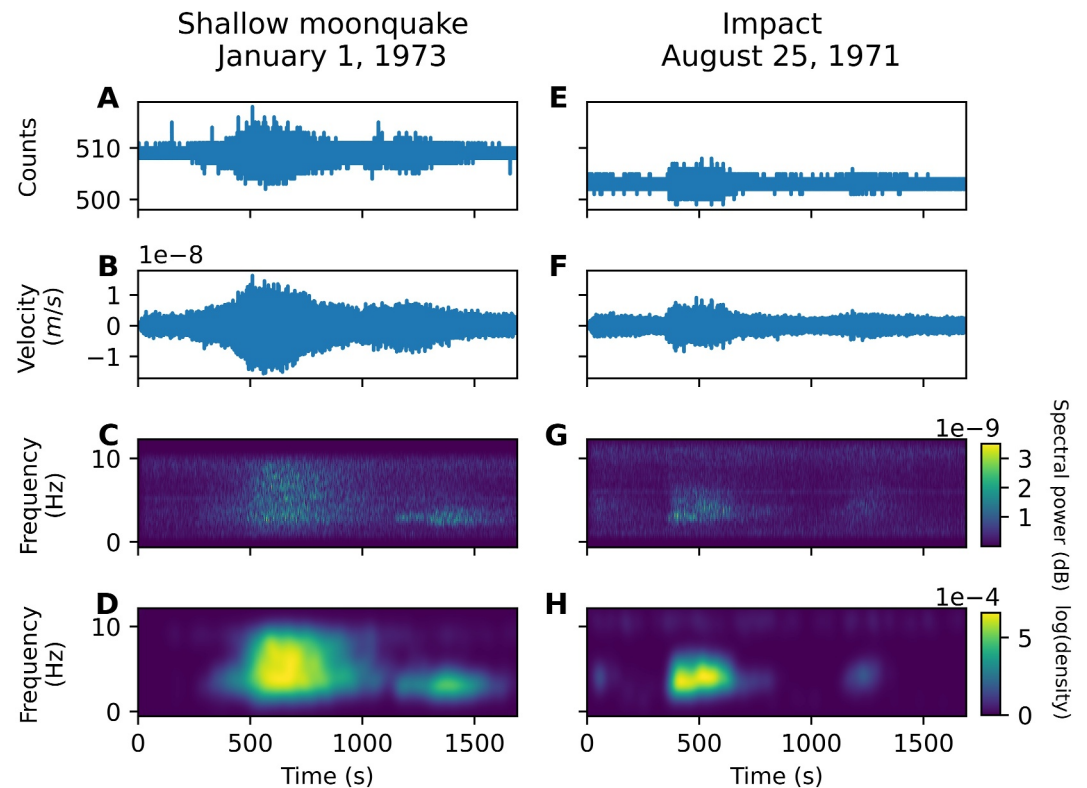 Shallow moonquake
January 1, 1973
Impact
August 25, 1971
A
Counts
510
500
E
B
1e−8
Velocity
(m/s)
1
0
−1
F
C
Frequency
(Hz)
10
0
G
1e−9
3
2
1
Spectral power (dB)
D
Frequency
(Hz)
10
0
H
1e−4
5
0
log(density)
0 500 1000 1500
Time (s)
0 500 1000 1500
Time (s)